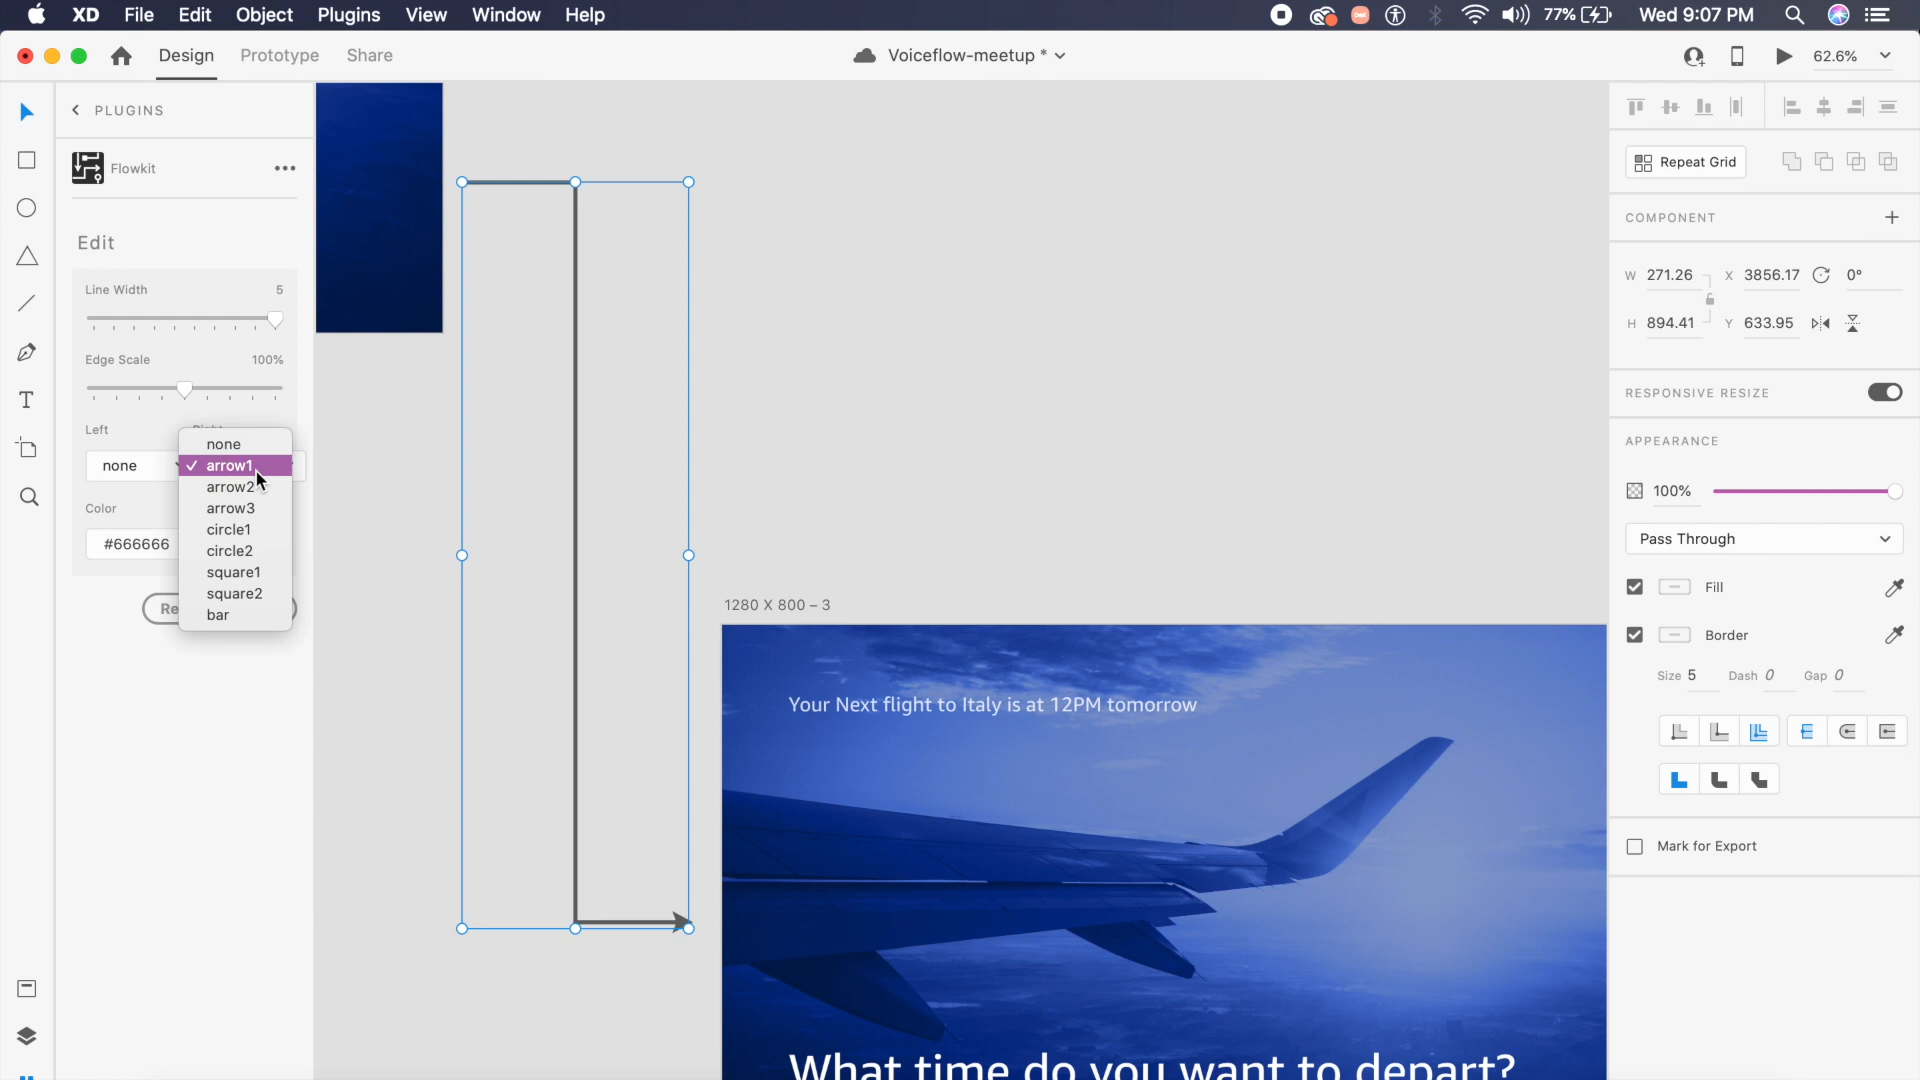 XD File Edit Object Plugins View Window Help 77% Wed 9:07 PM
Design Prototype Share Voiceflow-meetup * 62.6%
PLUGINS
Flowkit
Edit
Line Width 5
Edge Scale 100%
Left
none
Color
#666666
Re
none
✓ arrow1
arrow2
arrow3
circle1
circle2
square1
square2
bar
1280 X 800 – 3
Your Next flight to Italy is at 12PM tomorrow
What time do you want to depart?
Repeat Grid
COMPONENT
W 271.26 X 3856.17 0°
H 894.41 Y 633.95
RESPONSIVE RESIZE
APPEARANCE
100%
Pass Through
Fill
Border
Size 5 Dash 0 Gap 0
Mark for Export